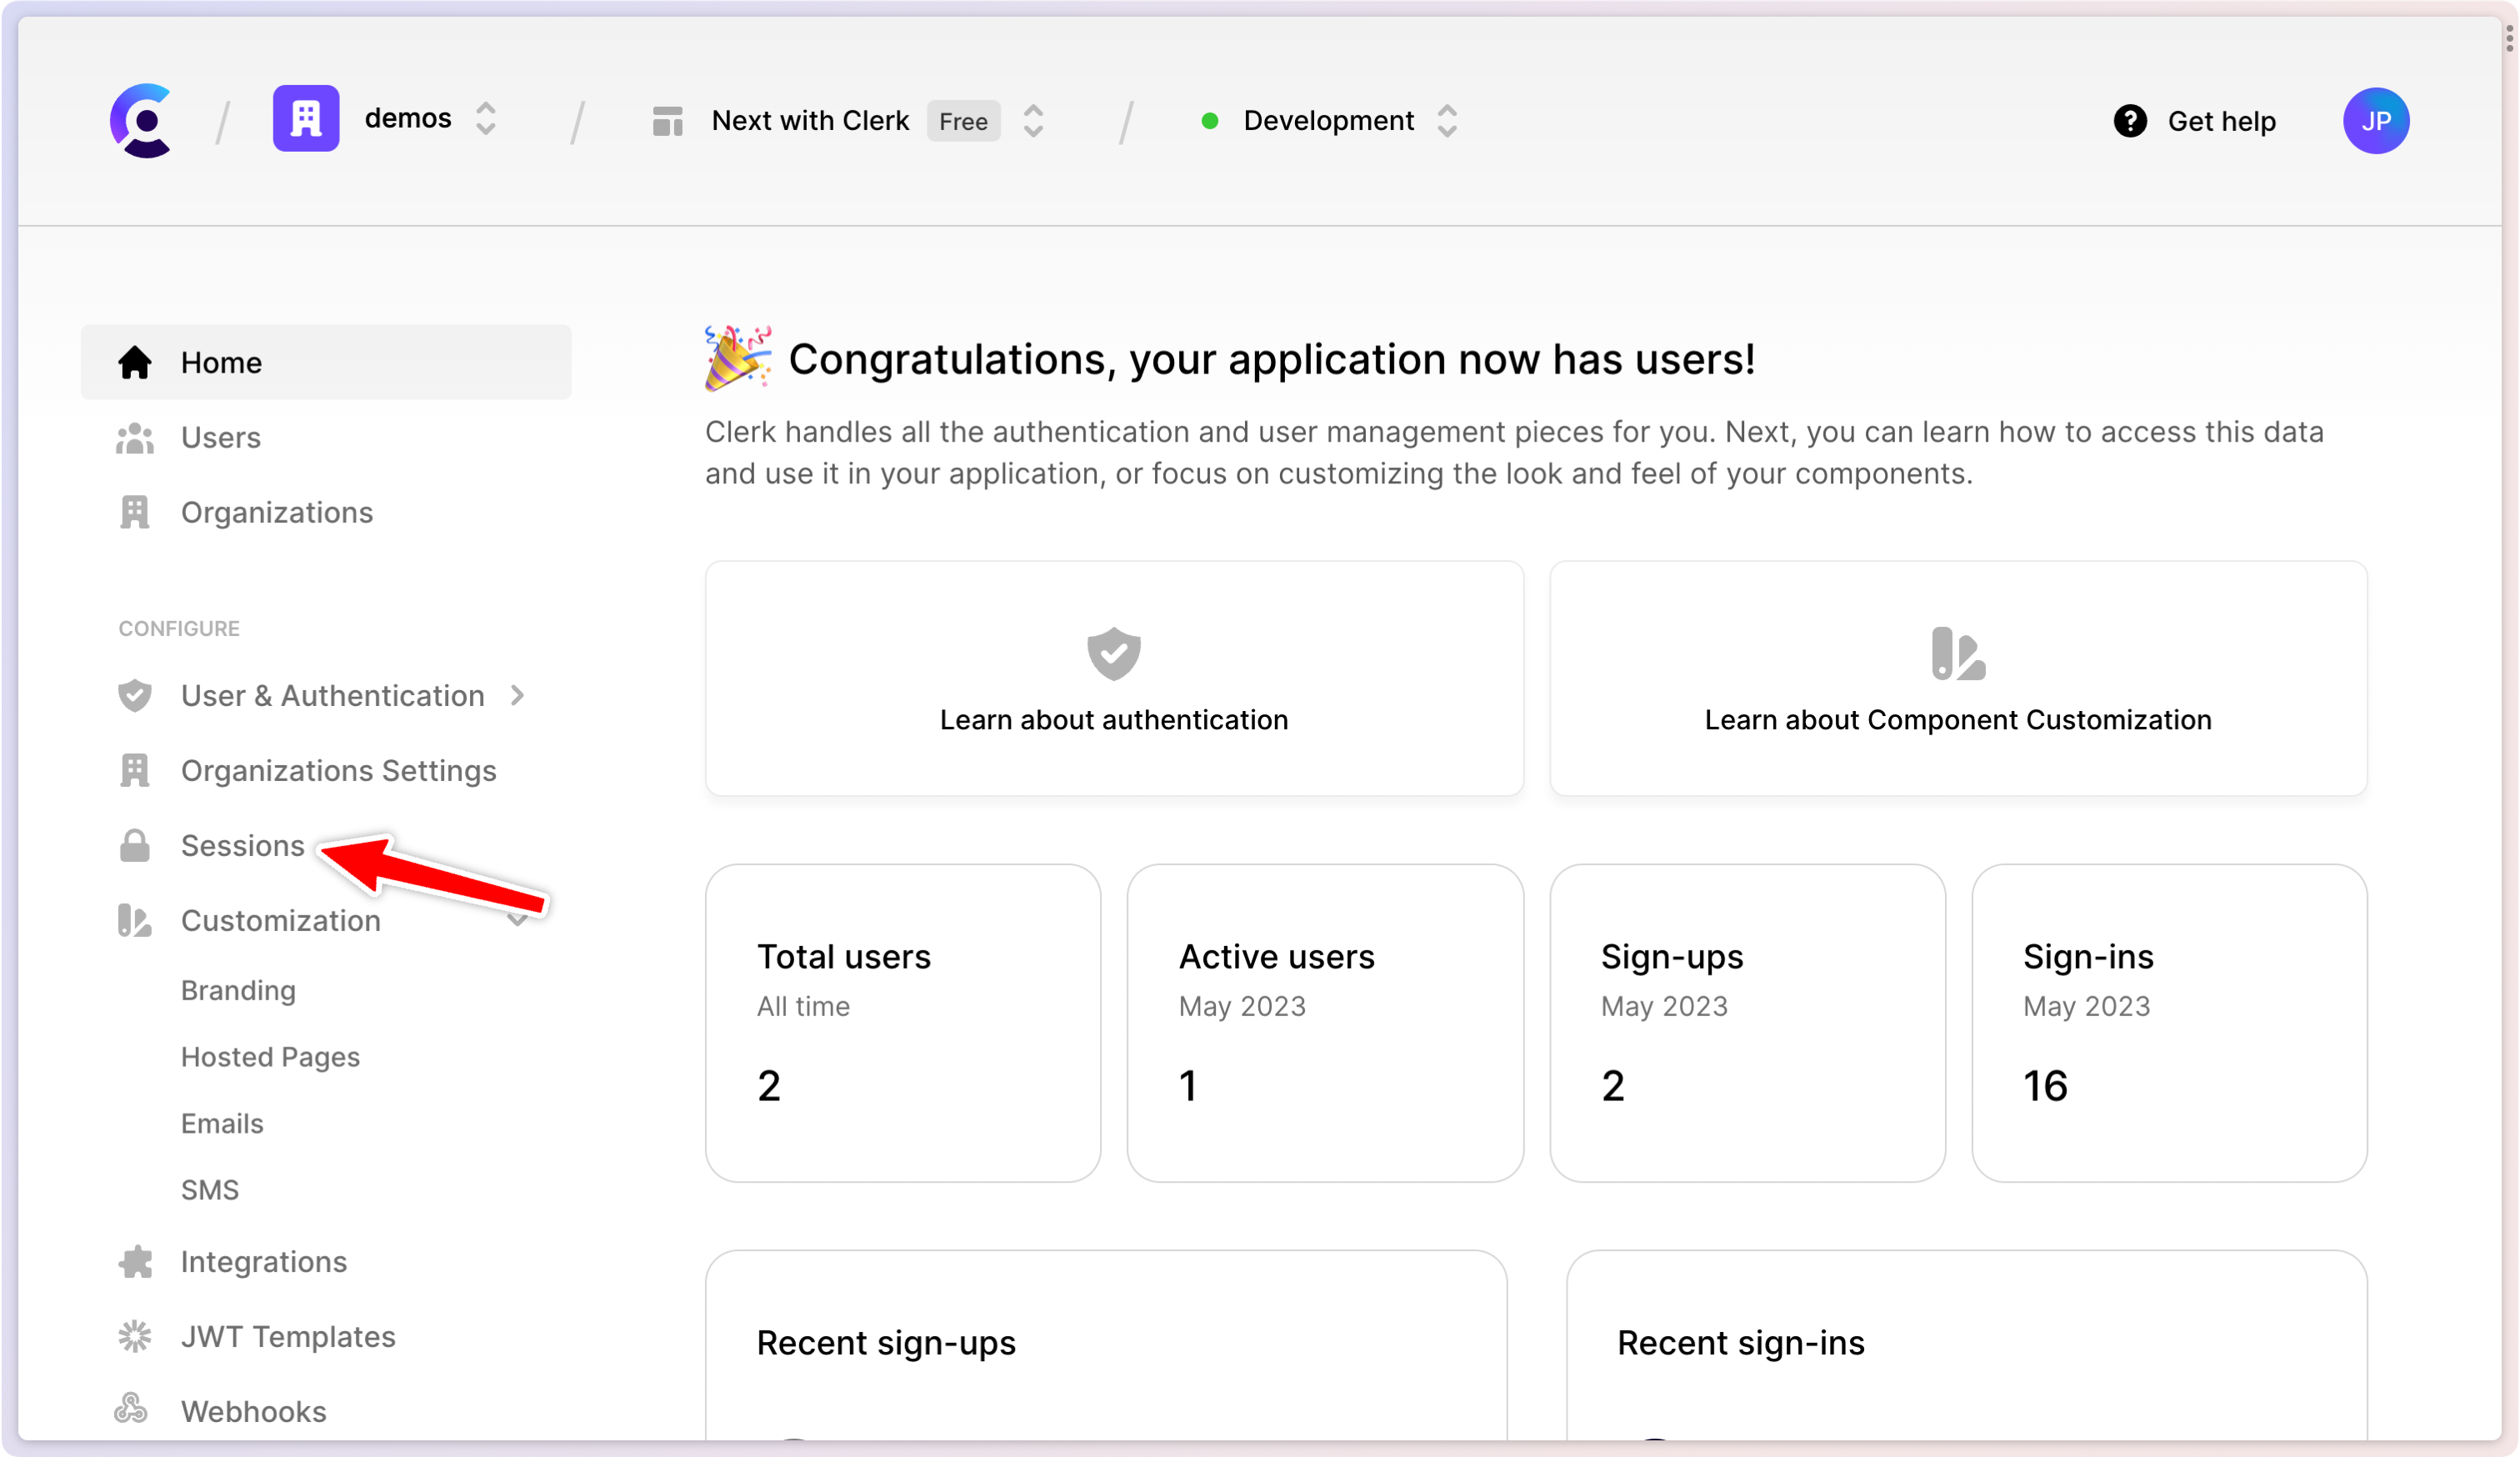 demos
Next with Clerk Free
Development
Get help
JP
Home
Users
Organizations
CONFIGURE
User & Authentication
Organizations Settings
Sessions
Customization
Branding
Hosted Pages
Emails
SMS
Integrations
JWT Templates
Webhooks
Congratulations, your application now has users!
Clerk handles all the authentication and user management pieces for you. Next, you can learn how to access this data
and use it in your application, or focus on customizing the look and feel of your components.
Learn about authentication
Learn about Component Customization
Total users
All time
2
Active users
May 2023
1
Sign-ups
May 2023
2
Sign-ins
May 2023
16
Recent sign-ups
Recent sign-ins